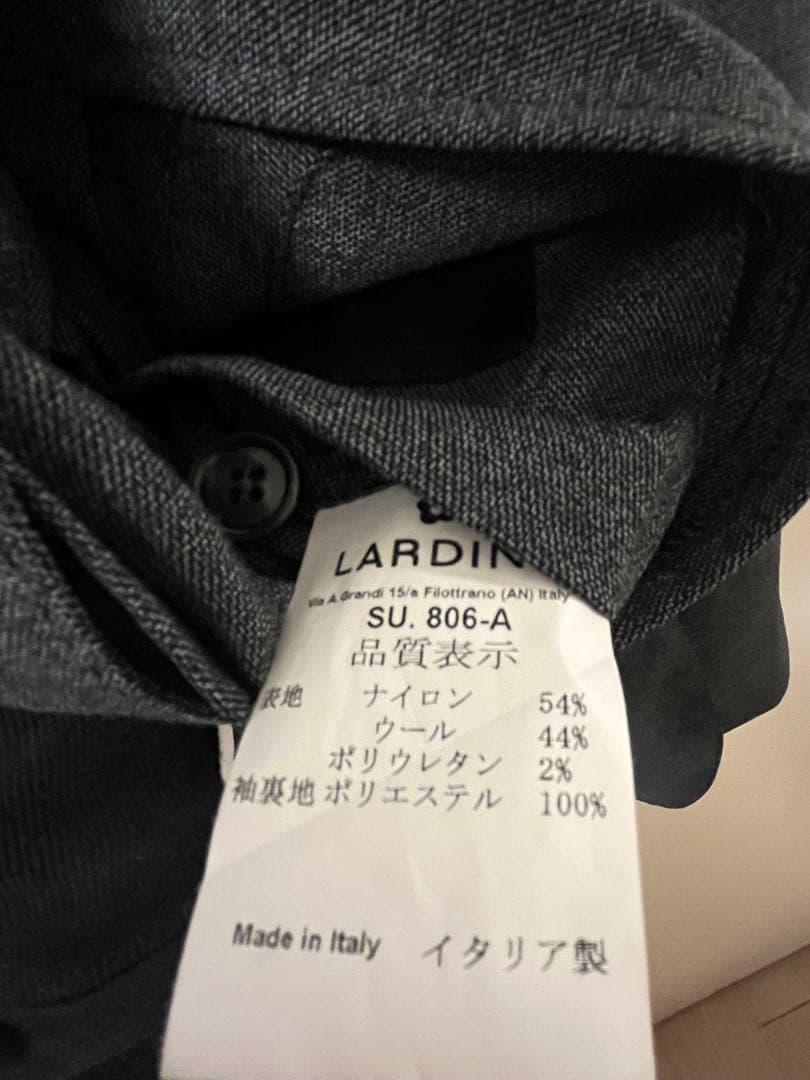 LARDIN
Via A.Grandi 15/a Filottrano (AN) Italy
SU. 806-A
品質表示
表地 ナイロン 54%
ウール 44%
ポリウレタン 2%
袖裏地 ポリエステル 100%
Made in Italy イタリア製